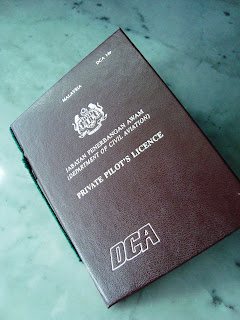 MALAYSIA
DCA
JABATAN PENERBANGAN AWAM
(DEPARTMENT OF CIVIL AVIATION)
PRIVATE PILOT'S LICENCE
DCA